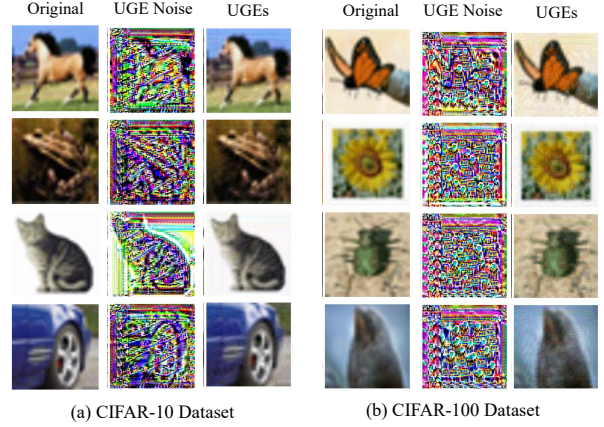 Original UGE Noise UGEs Original UGE Noise UGEs
(a) CIFAR-10 Dataset (b) CIFAR-100 Dataset